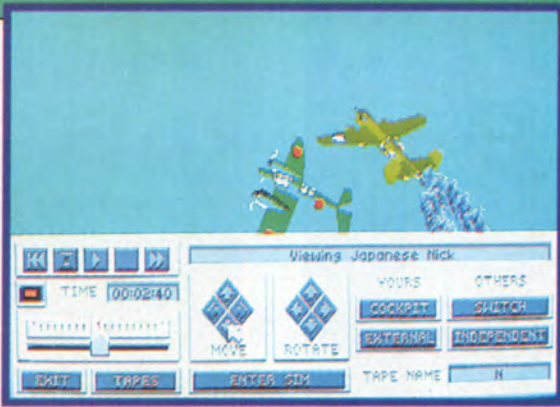 Viewing Japanese Nick
YOURS OTHERS
TIME 00:02:40
COCKPIT SWITCH
EXTERNAL INDEPENDENT
MOVE ROTATE
EXIT TAPES ENTER SIM TAPE NAME N